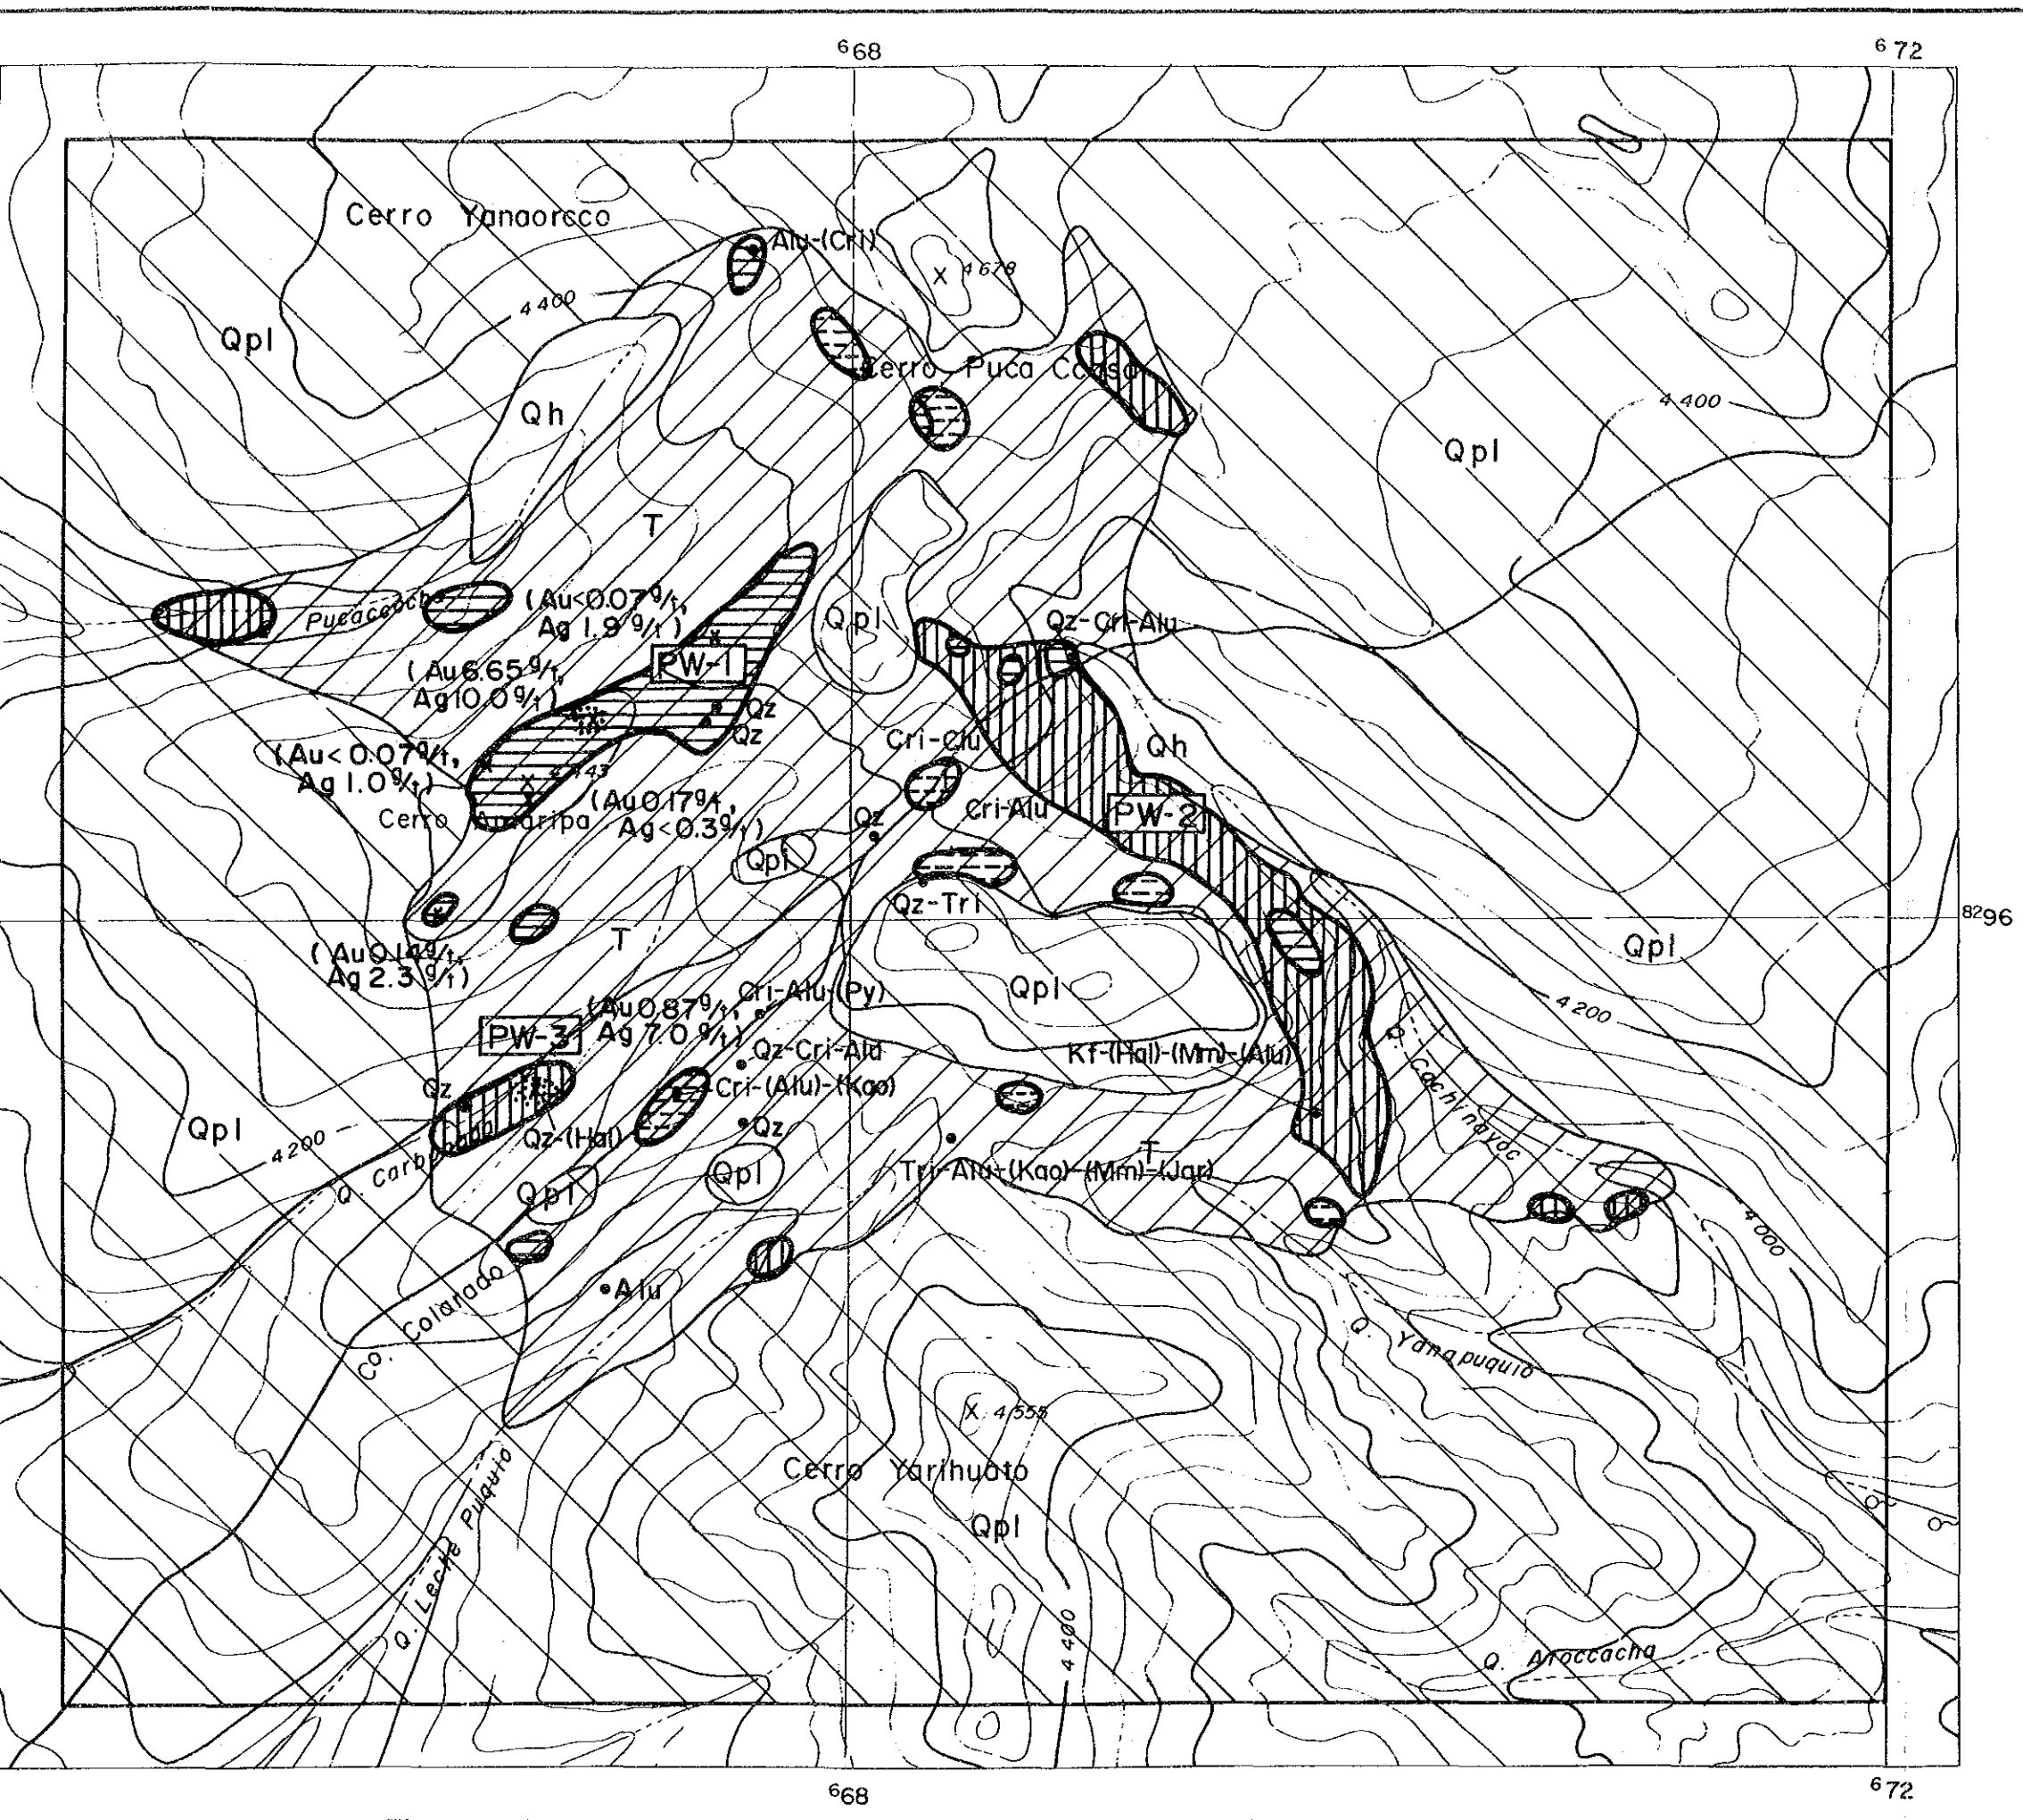 668
672
Cerro Yanaorcco
Alu-(Cri)
4678
4400
Qpl
Cerro Puca Ccasa
4400
Qh
Qpl
T
Pucaccocha
(Au<0.07g/t,
Ag 1.8g/t)
Qpl
Qz-Cri-Alu
PW-1
(Au 6.65g/t,
Ag 10.0g/t)
Qz
Qz
Cri-Clu
Qh
(Au<0.07g/t,
Ag 1.0g/t)
(Au 0.17g/t,
Ag<0.3g/t)
Cerro
Qz
Cri-Alu
PW-2
Qpl
Qz-Tri
8296
T
Qpl
(Au 0.14g/t,
Ag 2.3g/t)
Cri-Alu-(Py)
Qpl
4200
(Au 0.87g/t,
Ag 7.0g/t)
PW-3
Qz-Cri-Alu
Kf-(Hal)-(Mm)-(Alu)
Q. Cochinayoc
Qz
Cri-(Alu)-(Kao)
Qpl
4200
Qz-(Hal)
Qz
T
Q.
Tri-Alu-(Kao)-(Mm)-(Jar)
Qpl
Qpl
4000
Alu
Co. Colorado
Q. Yanapuquio
4555
Cerro Yarihuato
Qpl
Q. Leche Puquio
4400
Q. Aroccacha
668
672